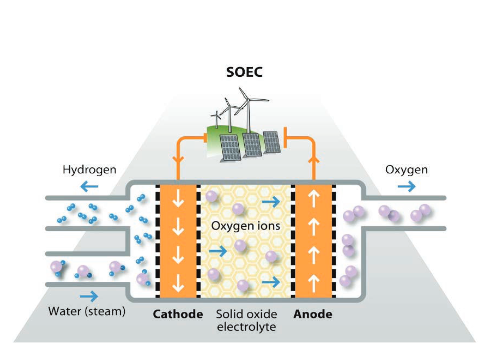 SOEC
Hydrogen
Oxygen
Oxygen ions
Water (steam)
Cathode
Solid oxide
electrolyte
Anode